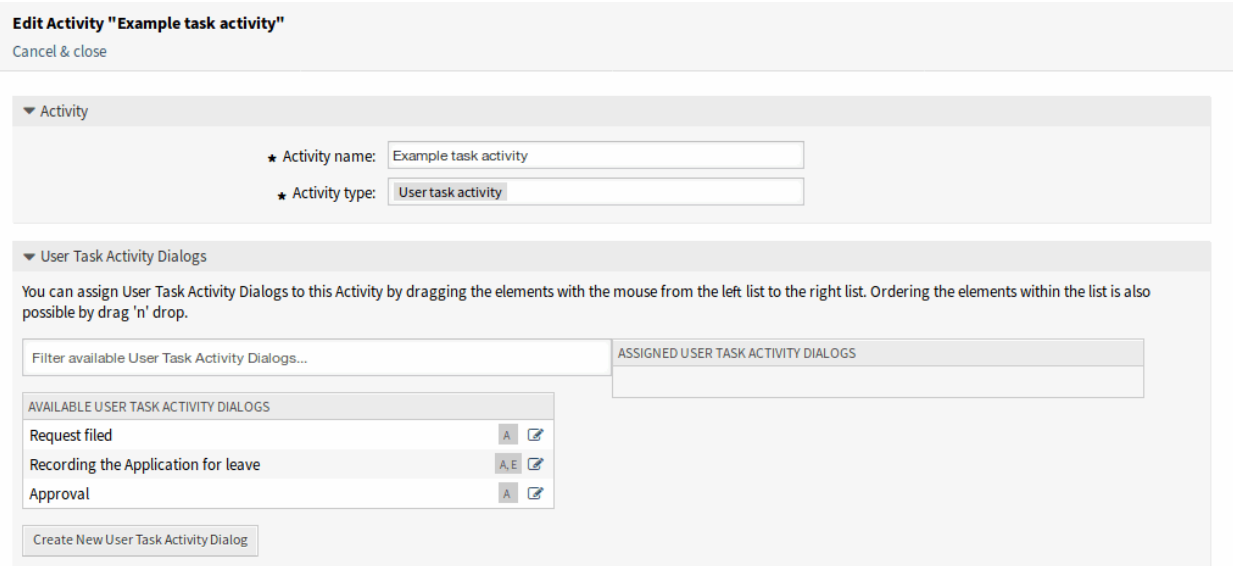 Edit Activity "Example task activity"
Cancel & close
Activity
★ Activity name: Example task activity
★ Activity type: User task activity
User Task Activity Dialogs
You can assign User Task Activity Dialogs to this Activity by dragging the elements with the mouse from the left list to the right list. Ordering the elements within the list is also
possible by drag 'n' drop.
Filter available User Task Activity Dialogs...
ASSIGNED USER TASK ACTIVITY DIALOGS
AVAILABLE USER TASK ACTIVITY DIALOGS
Request filed A
Recording the Application for leave A, E
Approval A
Create New User Task Activity Dialog